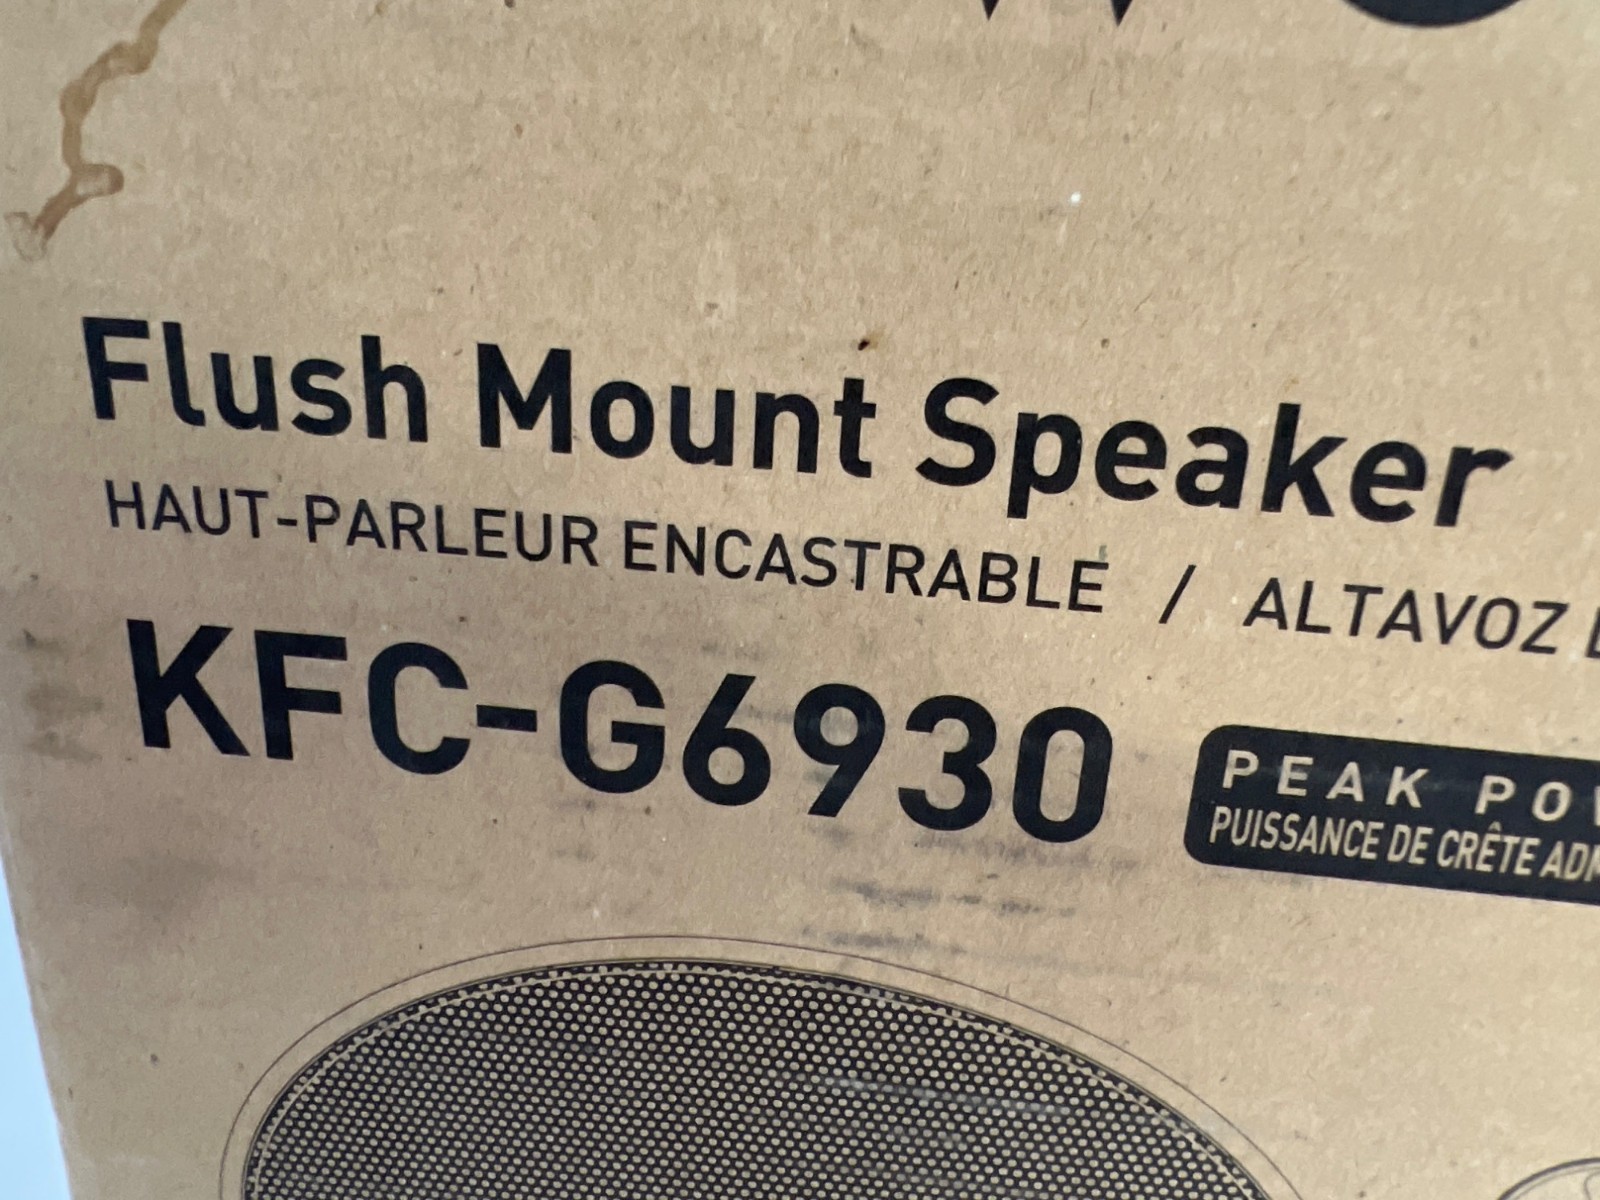 Flush Mount Speaker
HAUT-PARLEUR ENCASTRABLE / ALTAVOZ
KFC-G6930
PEAK
PUISSANCE DE CRÊTE